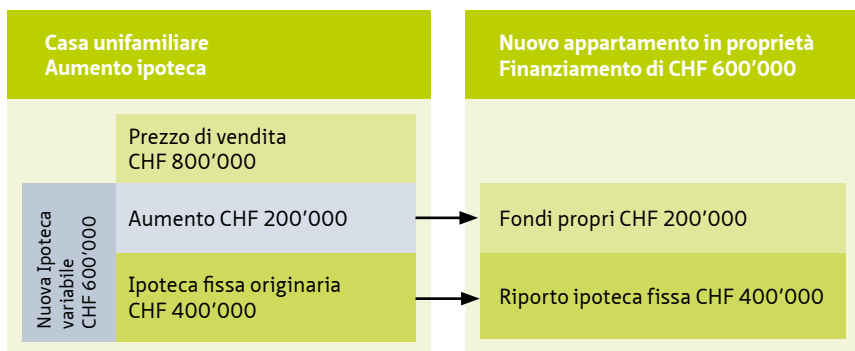 Casa unifamiliare
Aumento ipoteca
Prezzo di vendita
CHF 800’000
Aumento CHF 200’000
Ipoteca fissa originaria
CHF 400’000
Nuova Ipoteca
variabile
CHF 600’000
Nuovo appartamento in proprietà
Finanziamento di CHF 600’000
Fondi propri CHF 200’000
Riporto ipoteca fissa CHF 400’000